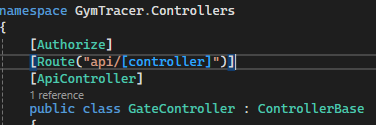 namespace GymTracer.Controllers
{
[Authorize]
[Route("api/[controller]")]
[ApiController]
1 reference
public class GateController : ControllerBase
{